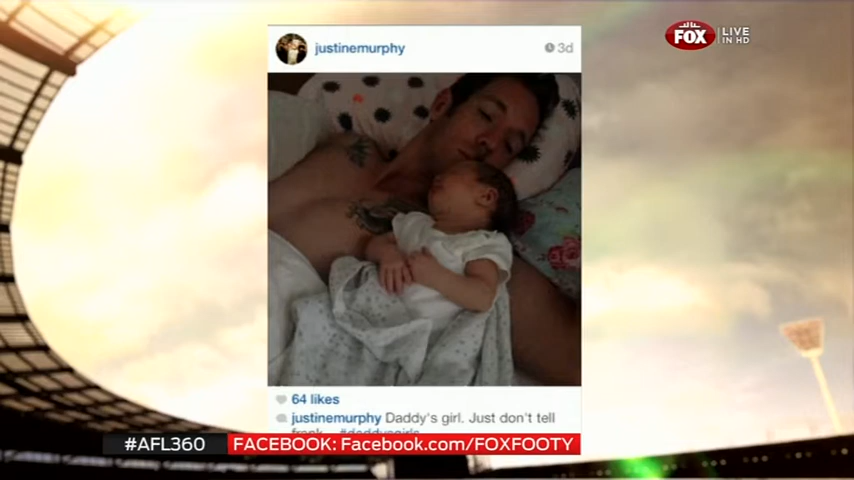 justinemurphy
3d
FOX
LIVE
IN HD
64 likes
justinemurphy Daddy's girl. Just don't tell
#AFL360
FACEBOOK: Facebook.com/FOXFOOTY